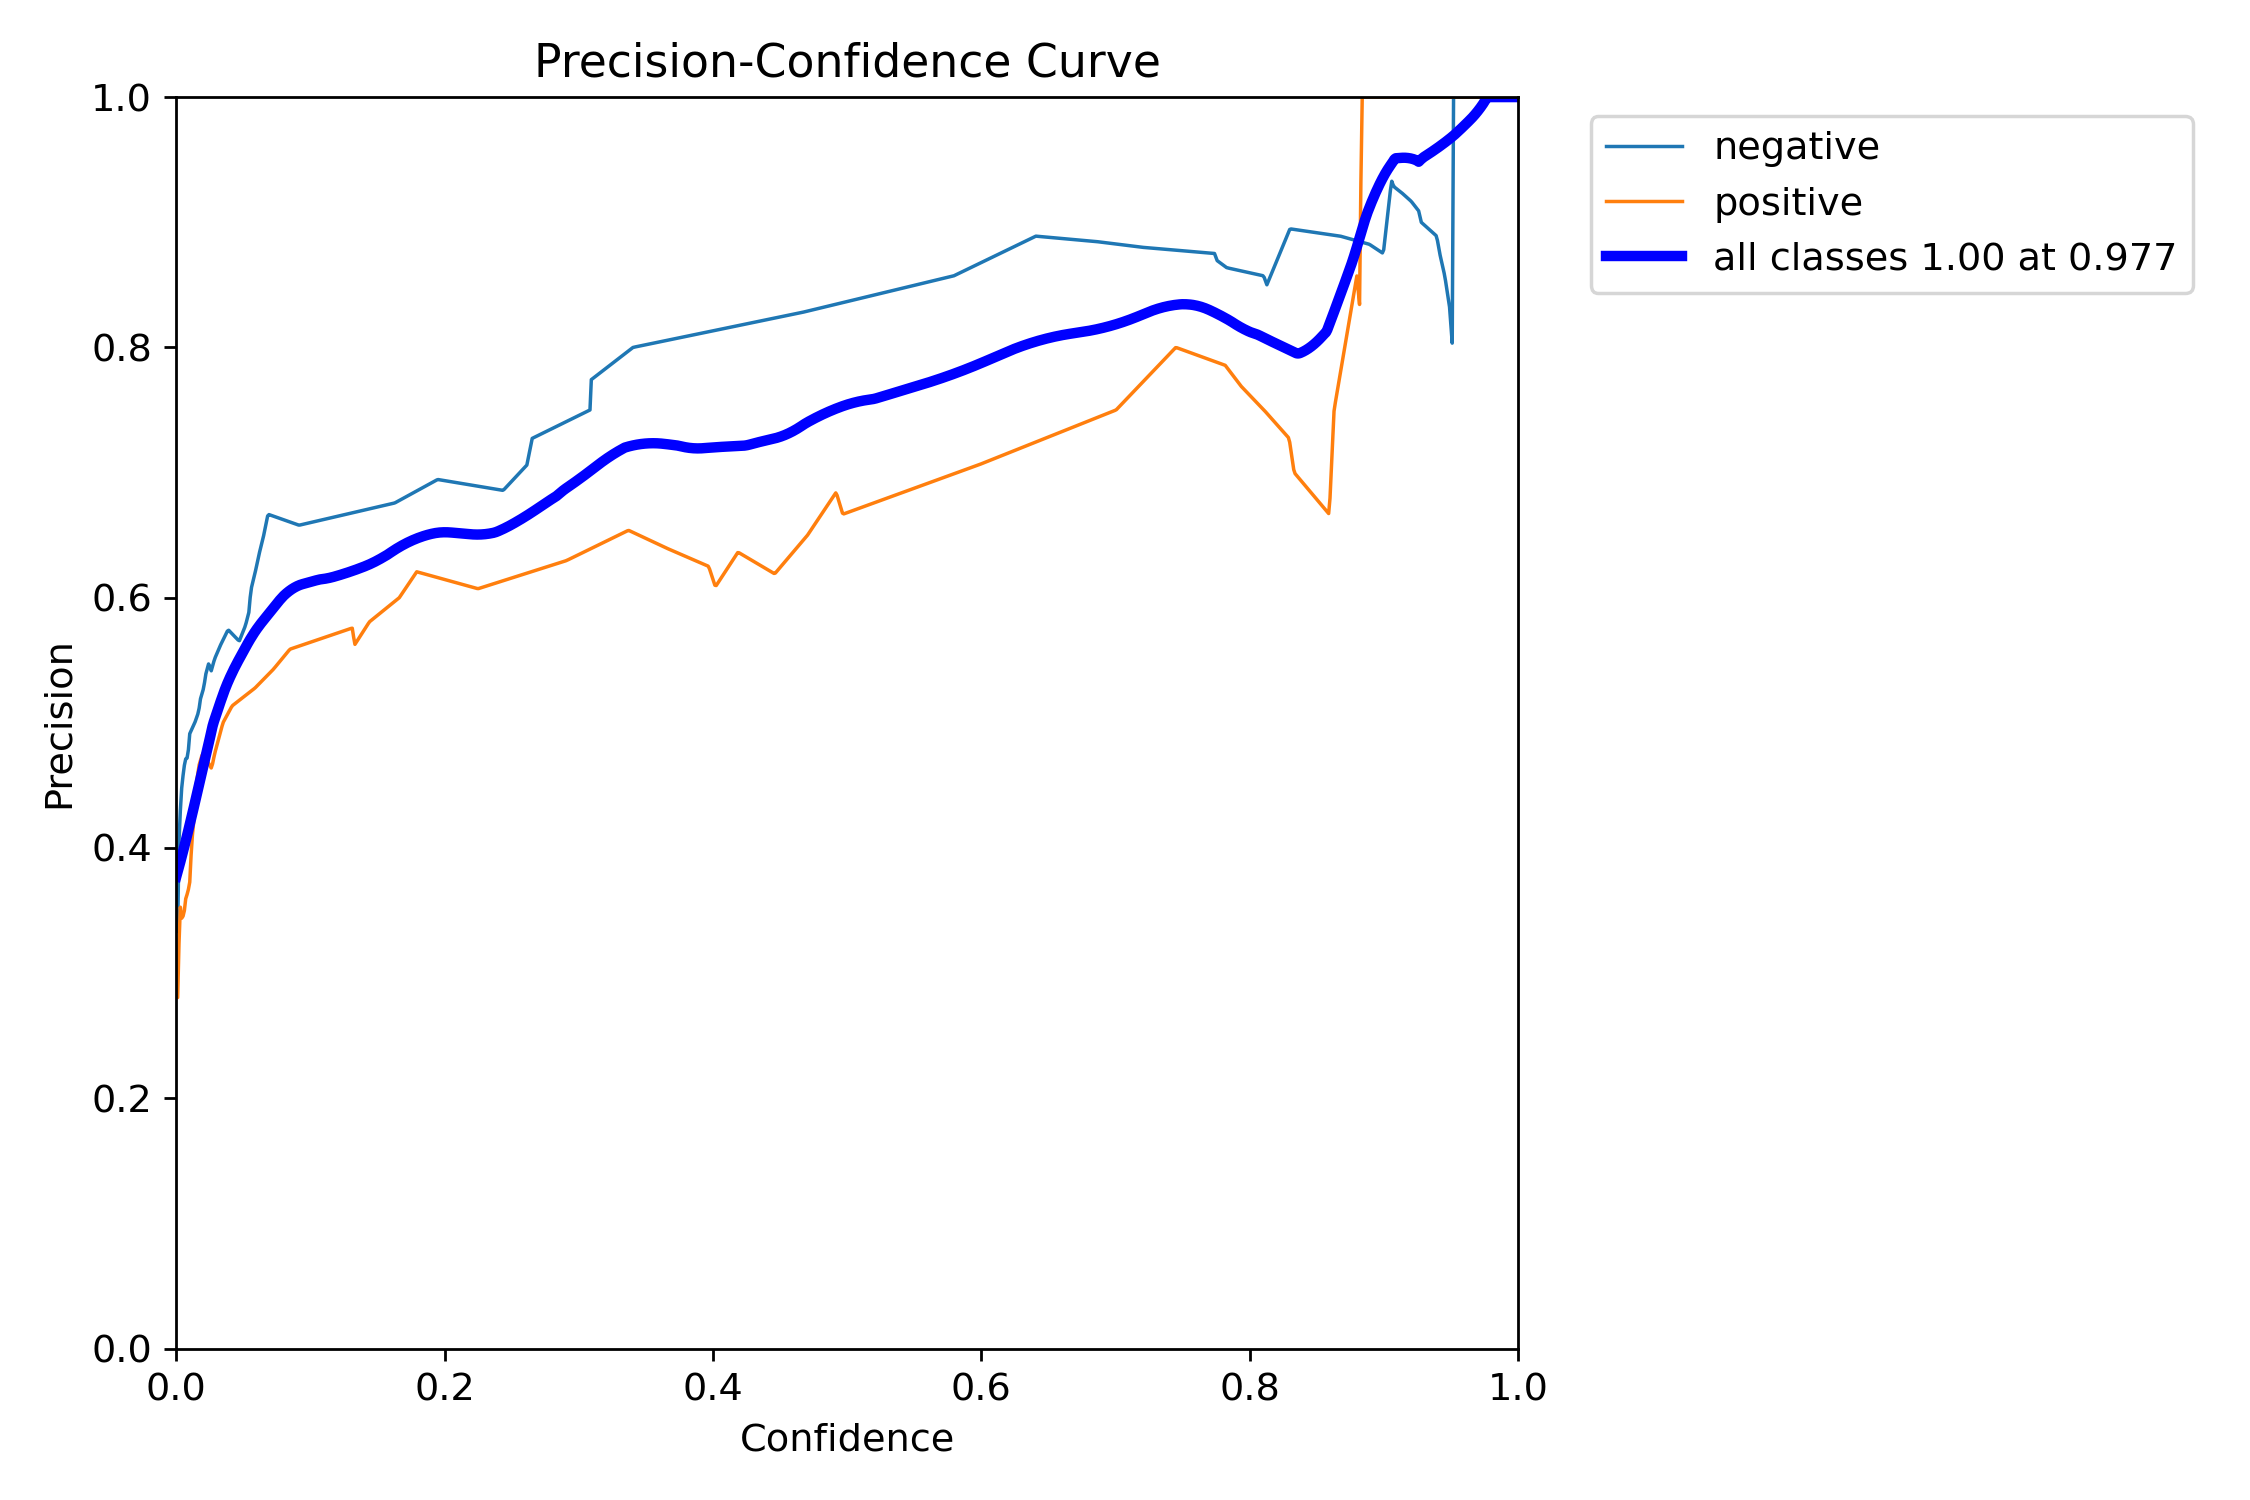 Precision-Confidence Curve
1.0
0.8
0.6
0.4
0.2
0.0
Precision
0.0 0.2 0.4 0.6 0.8 1.0
Confidence
negative
positive
all classes 1.00 at 0.977